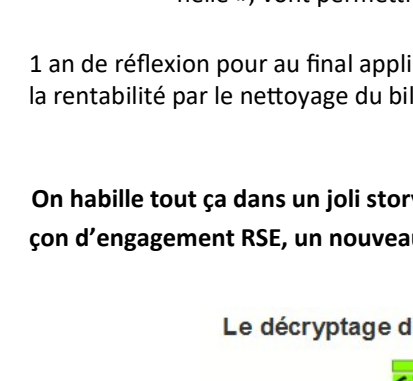 1 an de réflexion pour au final appli
la rentabilité par le nettoyage du bil
On habille tout ça dans un joli stor
çon d’engagement RSE, un nouveau
Le décryptage d